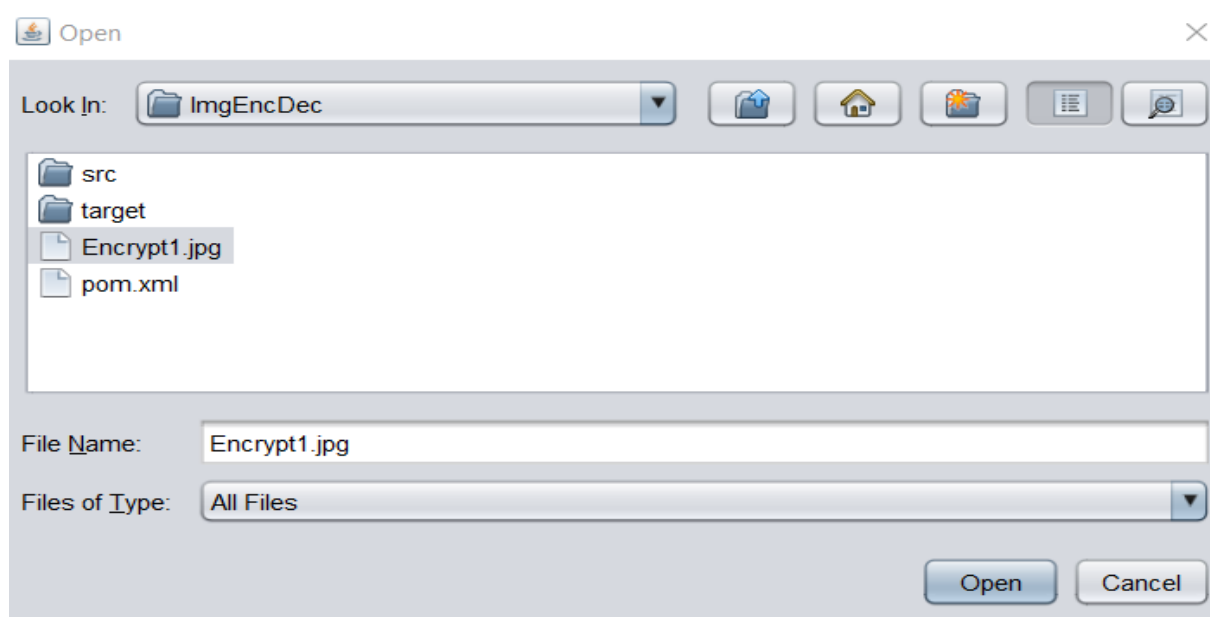 Open
Look In: ImgEncDec
src
target
Encrypt1.jpg
pom.xml
File Name: Encrypt1.jpg
Files of Type: All Files
Open Cancel